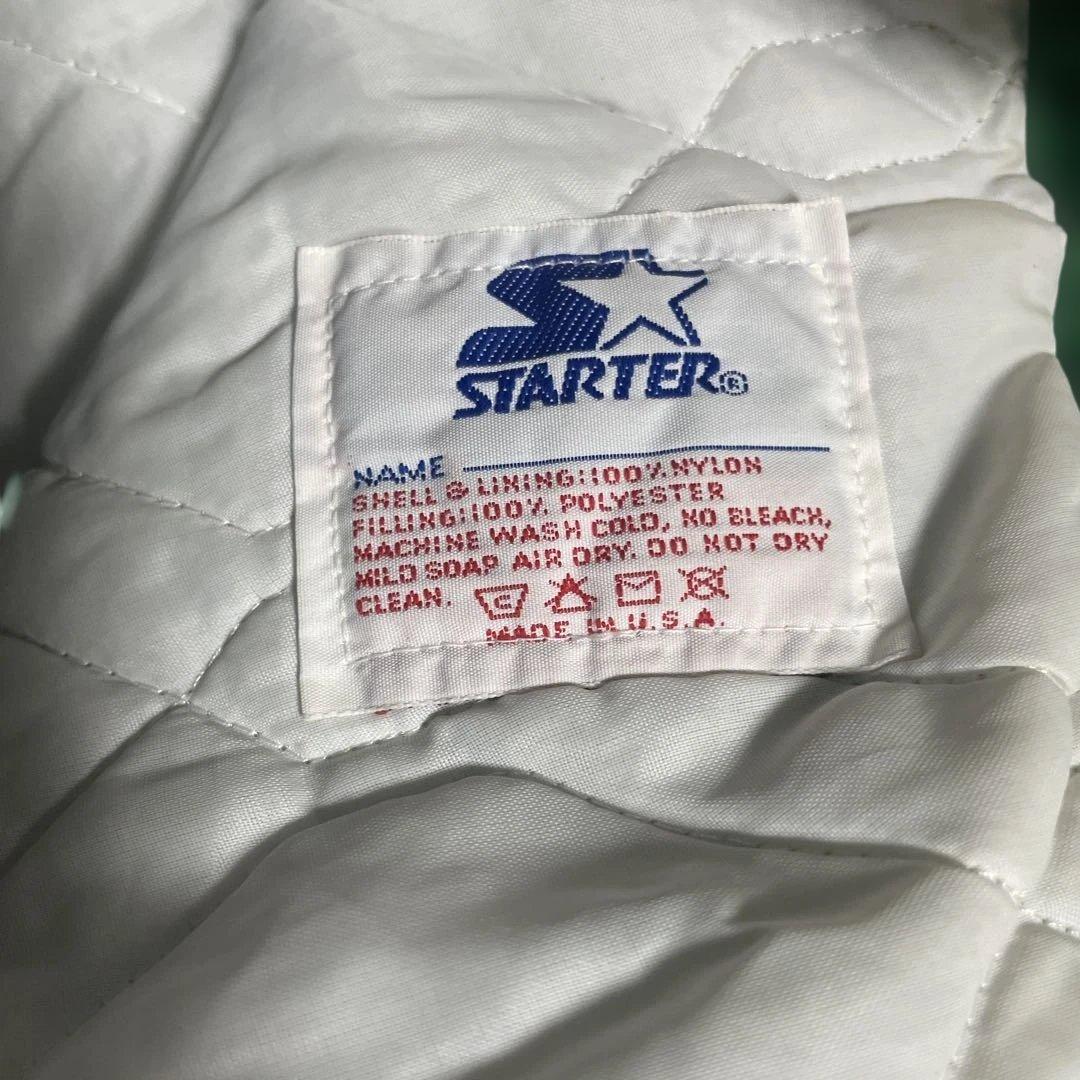 STARTER®
NAME
SHELL & LINING:100% NYLON
FILLING:100% POLYESTER
MACHINE WASH COLD, NO BLEACH,
MILD SOAP AIR DRY. DO NOT DRY
CLEAN.
MADE IN U.S.A.